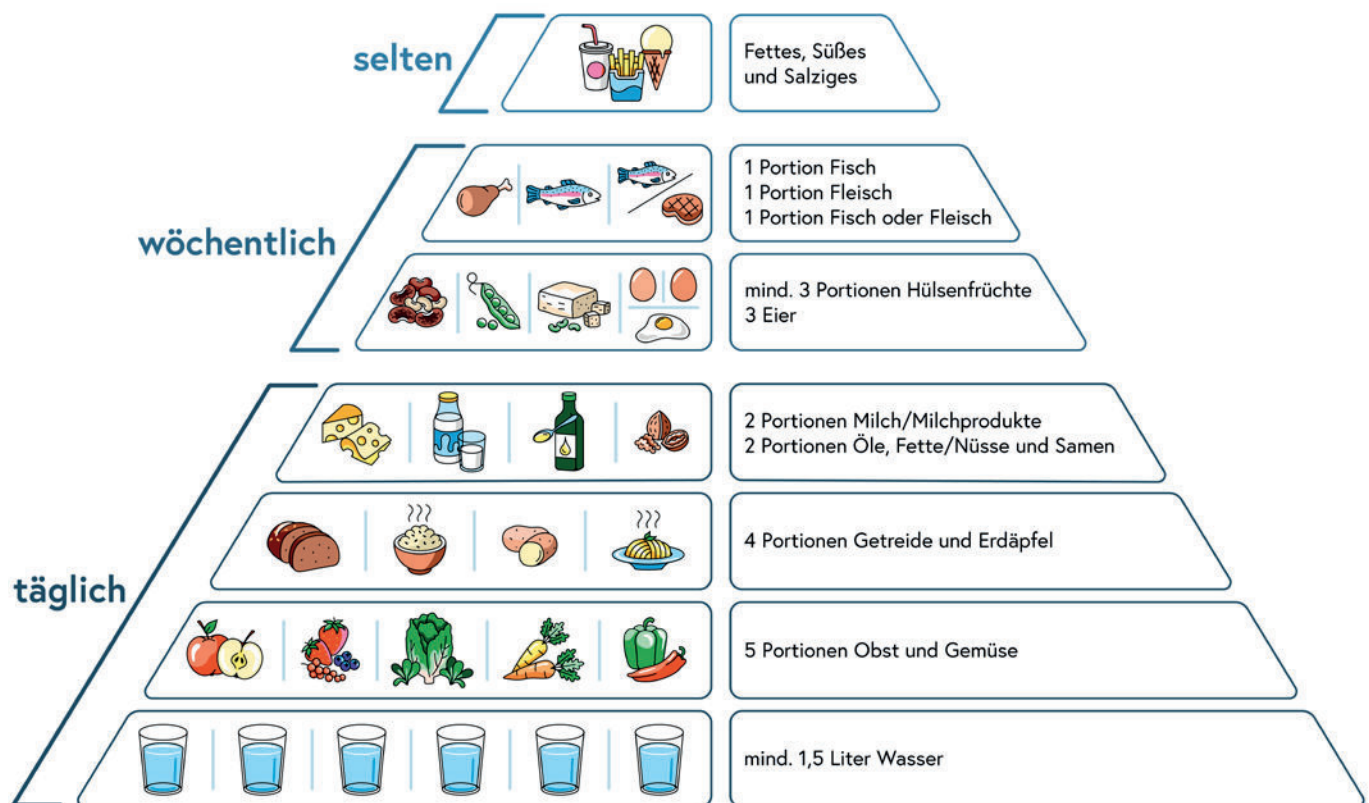 selten
Fettes, Süßes
und Salziges
wöchentlich
1 Portion Fisch
1 Portion Fleisch
1 Portion Fisch oder Fleisch
mind. 3 Portionen Hülsenfrüchte
3 Eier
täglich
2 Portionen Milch/Milchprodukte
2 Portionen Öle, Fette/Nüsse und Samen
4 Portionen Getreide und Erdäpfel
5 Portionen Obst und Gemüse
mind. 1,5 Liter Wasser